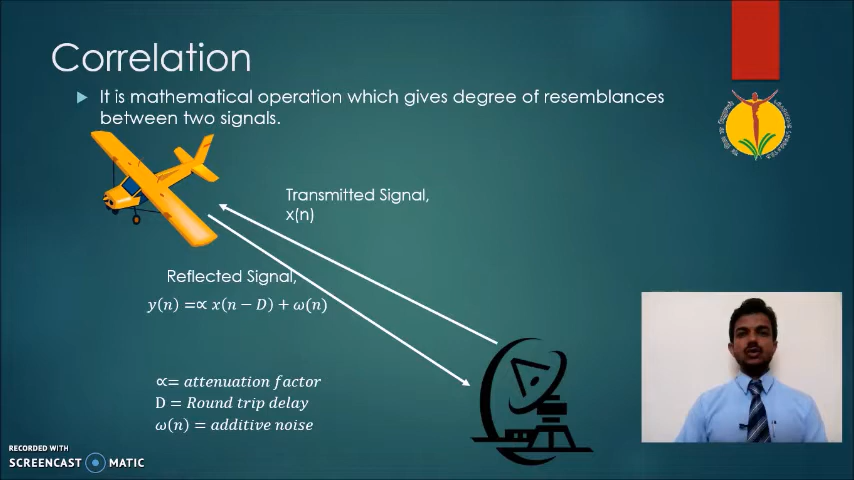 Correlation
It is mathematical operation which gives degree of resemblances
between two signals.
Transmitted Signal,
x(n)
Reflected Signal,
y(n) =∝ x(n − D) + ω(n)
∝= attenuation factor
D = Round trip delay
ω(n) = additive noise
RECORDED WITH
SCREENCAST MATIC